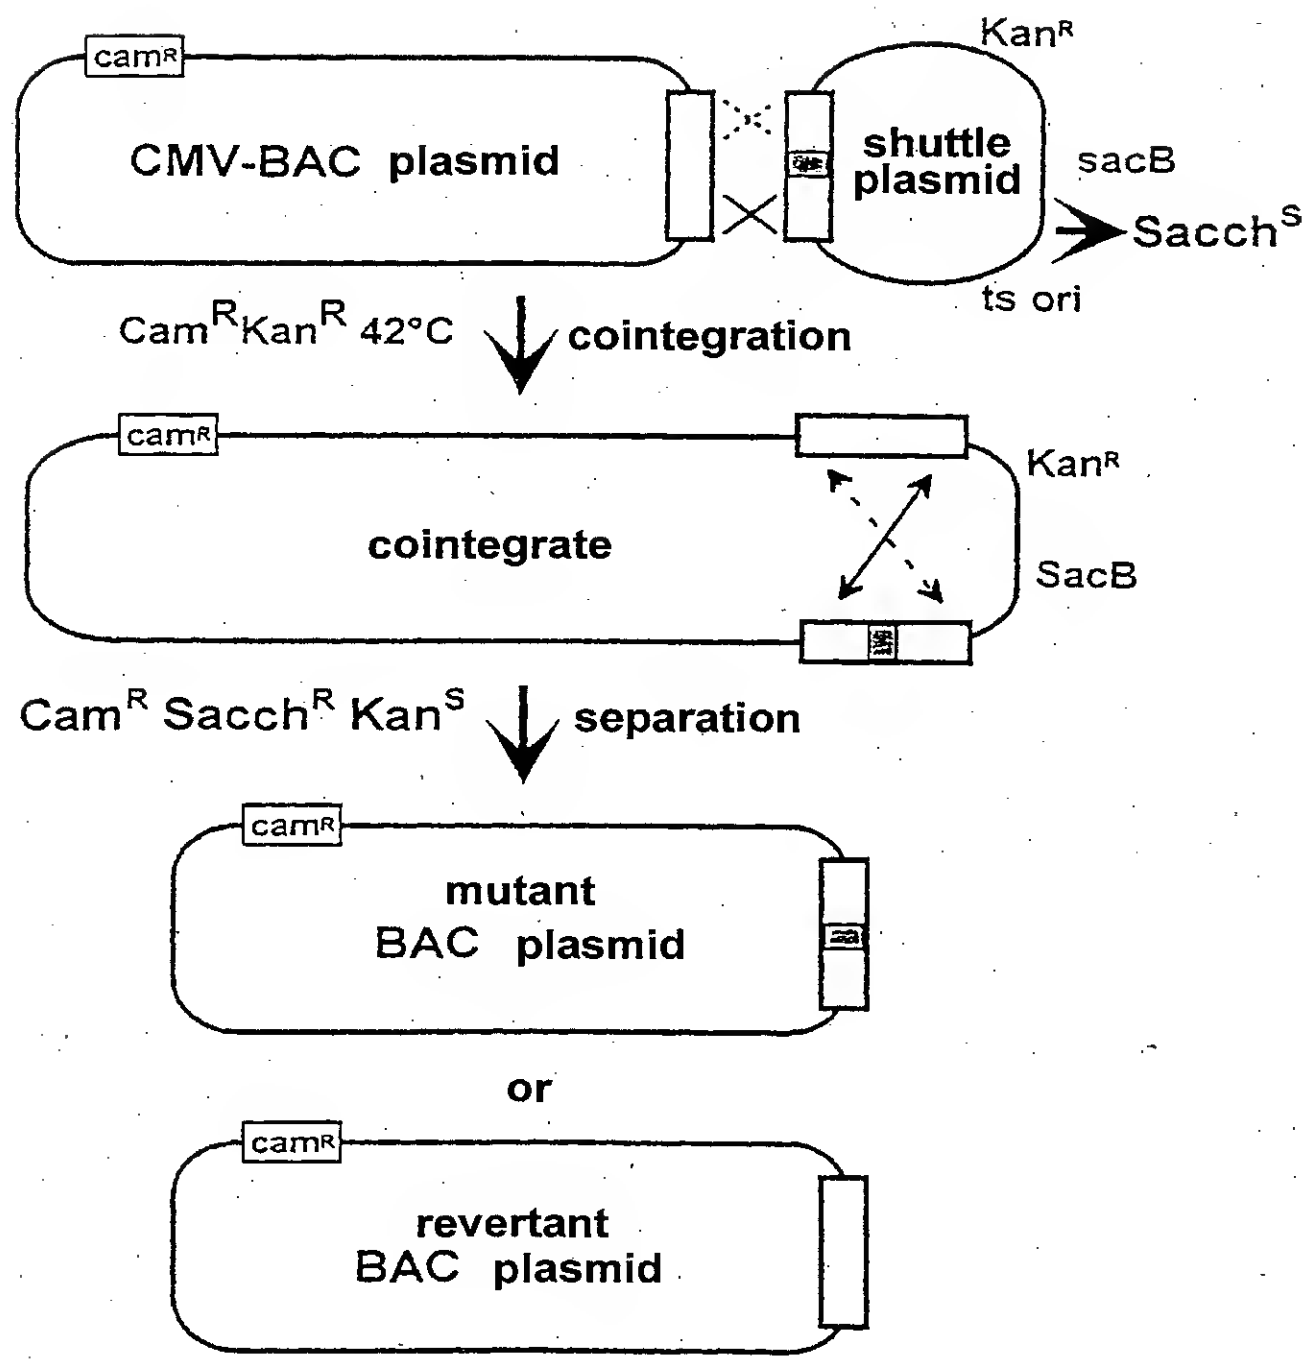 camR
KanR
CMV-BAC plasmid
shuttle
plasmid
sacB
SacchS
ts ori
CamRKanR 42°C
cointegration
camR
KanR
cointegrate
SacB
CamR SacchR KanS
separation
camR
mutant
BAC plasmid
or
camR
revertant
BAC plasmid